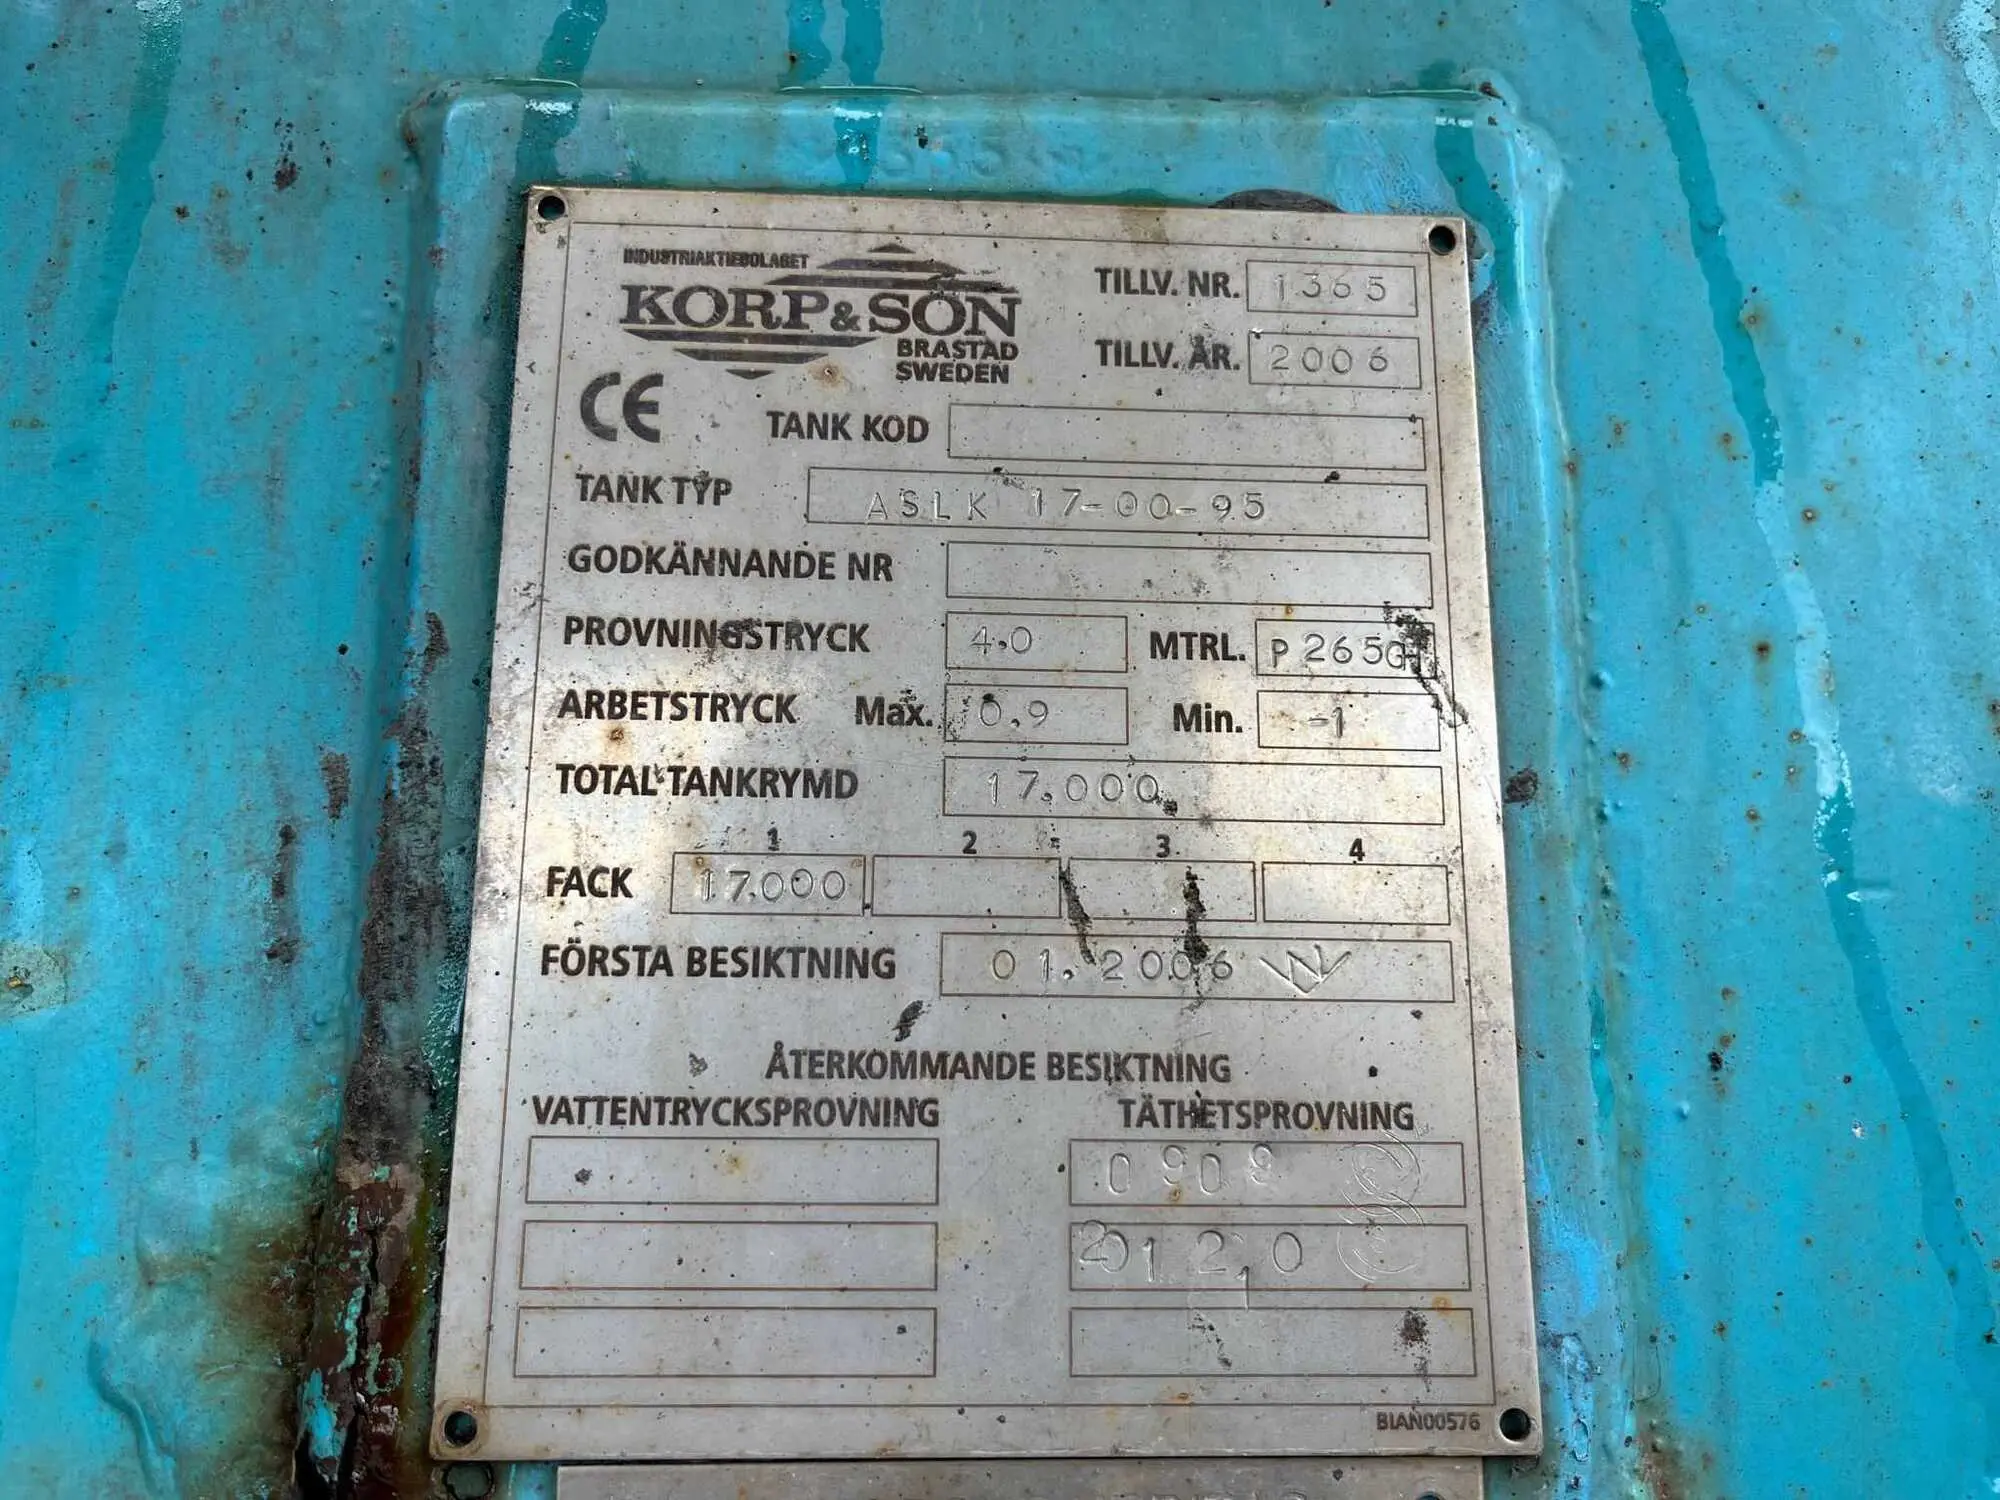 INDUSTRIAKTIEBOLAGET
KORP & SÖN
BRASTAD
SWEDEN
TILLV. NR. 1365
TILLV. ÅR. 2006
CE
TANK KOD
TANK TYP ASLK 17-00-95
GODKÄNNANDE NR
PROVNINGSTRYCK 4.0 MTRL. P265GH
ARBETSTRYCK Max. 0.9 Min. -1
TOTAL TANKRYMD 17.000
1 2 3 4
FACK 17.000
FÖRSTA BESIKTNING 01.2006
ÅTERKOMMANDE BESIKTNING
VATTENTRYCKSPROVNING TÄTHETSPROVNING
0908
BIAN00576